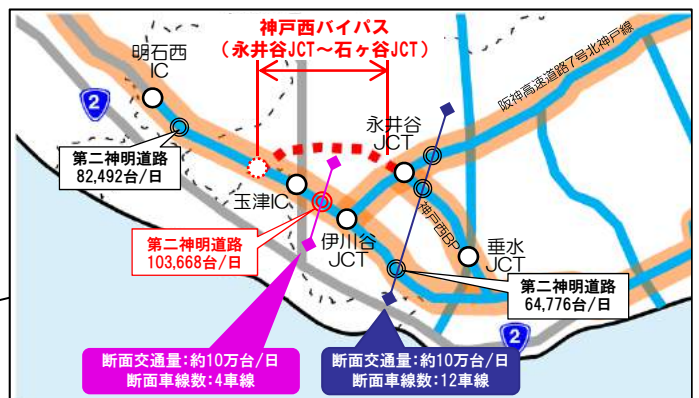 神戸西バイパス
（永井谷JCT～石ヶ谷JCT）
明石西
IC
2
阪神高速道路7号北神戸線
永井谷
JCT
第二神明道路
82,492台/日
玉津IC
神戸西BP
第二神明道路
103,668台/日
伊川谷
JCT
垂水
JCT
第二神明道路
64,776台/日
2
断面交通量:約10万台/日
断面車線数:4車線
断面交通量:約10万台/日
断面車線数:12車線